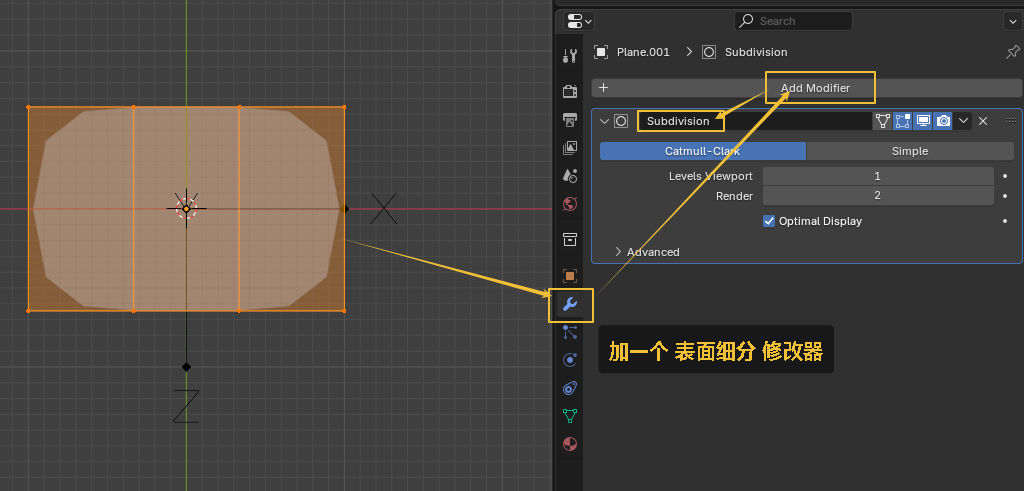 Search
Plane.001 > Subdivision
+ Add Modifier
Subdivision
Catmull-Clark Simple
Levels Viewport 1
Render 2
Optimal Display
> Advanced
X
Y
Z
加一个 表面细分 修改器